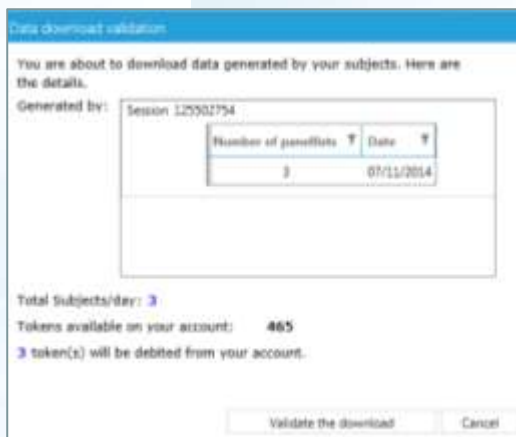 Data download validation
You are about to download data generated by your subjects. Here are
the details.
Generated by:
Session 125502754
Number of panellists Date
3 07/11/2014
Total Subjects/day: 3
Tokens available on your account: 465
3 token(s) will be debited from your account.
Validate the download Cancel